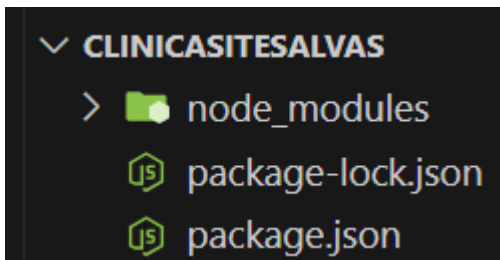 CLINICASITESALVAS
node_modules
package-lock.json
package.json